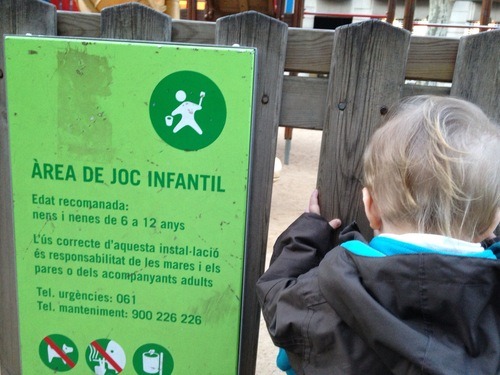 ÀREA DE JOC INFANTIL
Edat recomanada:
nens i nenes de 6 a 12 anys
L'ús correcte d'aquesta instal·lació
és responsabilitat de les mares i els
pares o dels acompanyants adults
Tel. urgències: 061
Tel. manteniment: 900 226 226